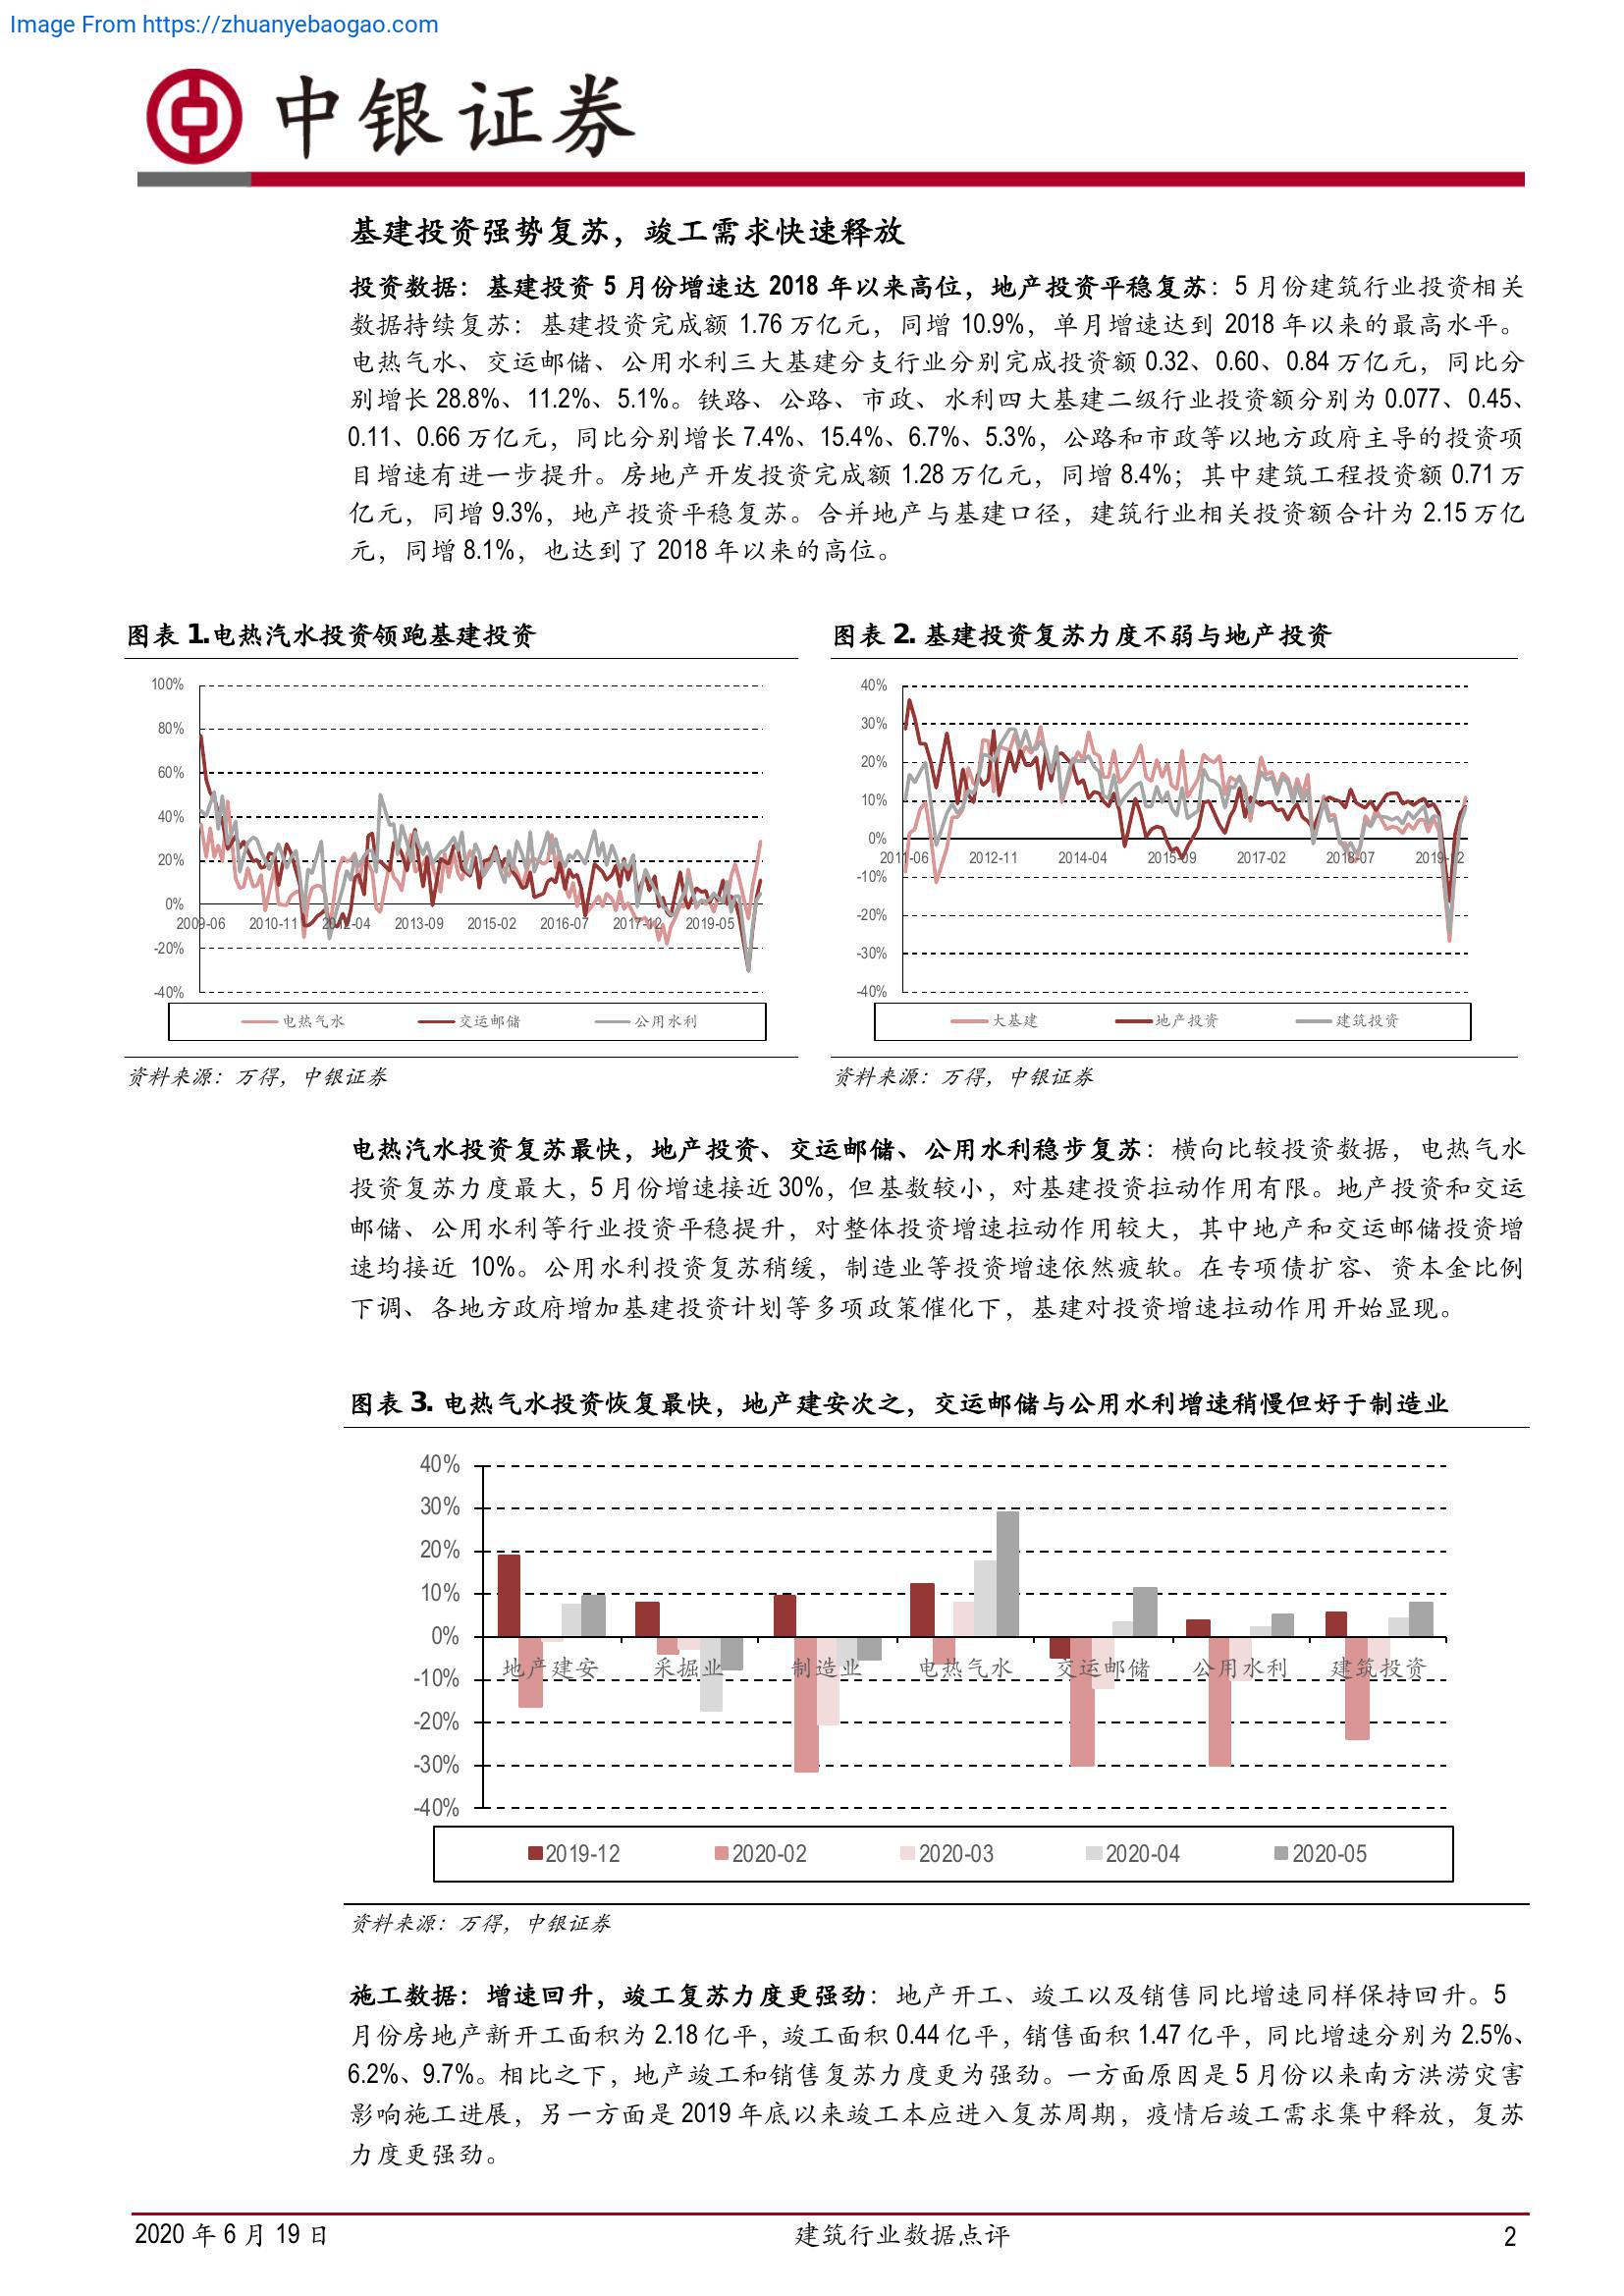 Image From https://zhuanyebaogao.com
中银证券
基建投资强势复苏，竣工需求快速释放
投资数据：基建投资 5 月份增速达 2018 年以来高位，地产投资平稳复苏：5 月份建筑行业投资相关
数据持续复苏：基建投资完成额 1.76 万亿元，同增 10.9%，单月增速达到 2018 年以来的最高水平。
电热气水、交运邮储、公用水利三大基建分支行业分别完成投资额 0.32、0.60、0.84 万亿元，同比分
别增长 28.8%、11.2%、5.1%。铁路、公路、市政、水利四大基建二级行业投资额分别为 0.077、0.45、
0.11、0.66 万亿元，同比分别增长 7.4%、15.4%、6.7%、5.3%，公路和市政等以地方政府主导的投资项
目增速有进一步提升。房地产开发投资完成额 1.28 万亿元，同增 8.4%；其中建筑工程投资额 0.71 万
亿元，同增 9.3%，地产投资平稳复苏。合并地产与基建口径，建筑行业相关投资额合计为 2.15 万亿
元，同增 8.1%，也达到了 2018 年以来的高位。
图表 1.电热汽水投资领跑基建投资
100%
80%
60%
40%
20%
0%
-20%
-40%
2009-06 2010-11 2012-04 2013-09 2015-02 2016-07 2017-12 2019-05
电热气水 交运邮储 公用水利
资料来源：万得，中银证券
图表 2. 基建投资复苏力度不弱与地产投资
40%
30%
20%
10%
0%
-10%
-20%
-30%
-40%
2011-06 2012-11 2014-04 2015-09 2017-02 2018-07 2019-12
大基建 地产投资 建筑投资
资料来源：万得，中银证券
电热汽水投资复苏最快，地产投资、交运邮储、公用水利稳步复苏：横向比较投资数据，电热气水
投资复苏力度最大，5 月份增速接近 30%，但基数较小，对基建投资拉动作用有限。地产投资和交运
邮储、公用水利等行业投资平稳提升，对整体投资增速拉动作用较大，其中地产和交运邮储投资增
速均接近 10%。公用水利投资复苏稍缓，制造业等投资增速依然疲软。在专项债扩容、资本金比例
下调、各地方政府增加基建投资计划等多项政策催化下，基建对投资增速拉动作用开始显现。
图表 3. 电热气水投资恢复最快，地产建安次之，交运邮储与公用水利增速稍慢但好于制造业
40%
30%
20%
10%
0%
-10%
-20%
-30%
-40%
地产建安 采掘业 制造业 电热气水 交运邮储 公用水利 建筑投资
2019-12 2020-02 2020-03 2020-04 2020-05
资料来源：万得，中银证券
施工数据：增速回升，竣工复苏力度更强劲：地产开工、竣工以及销售同比增速同样保持回升。5
月份房地产新开工面积为 2.18 亿平，竣工面积 0.44 亿平，销售面积 1.47 亿平，同比增速分别为 2.5%、
6.2%、9.7%。相比之下，地产竣工和销售复苏力度更为强劲。一方面原因是 5 月份以来南方洪涝灾害
影响施工进展，另一方面是 2019 年底以来竣工本应进入复苏周期，疫情后竣工需求集中释放，复苏
力度更强劲。
2020 年 6 月 19 日 建筑行业数据点评 2